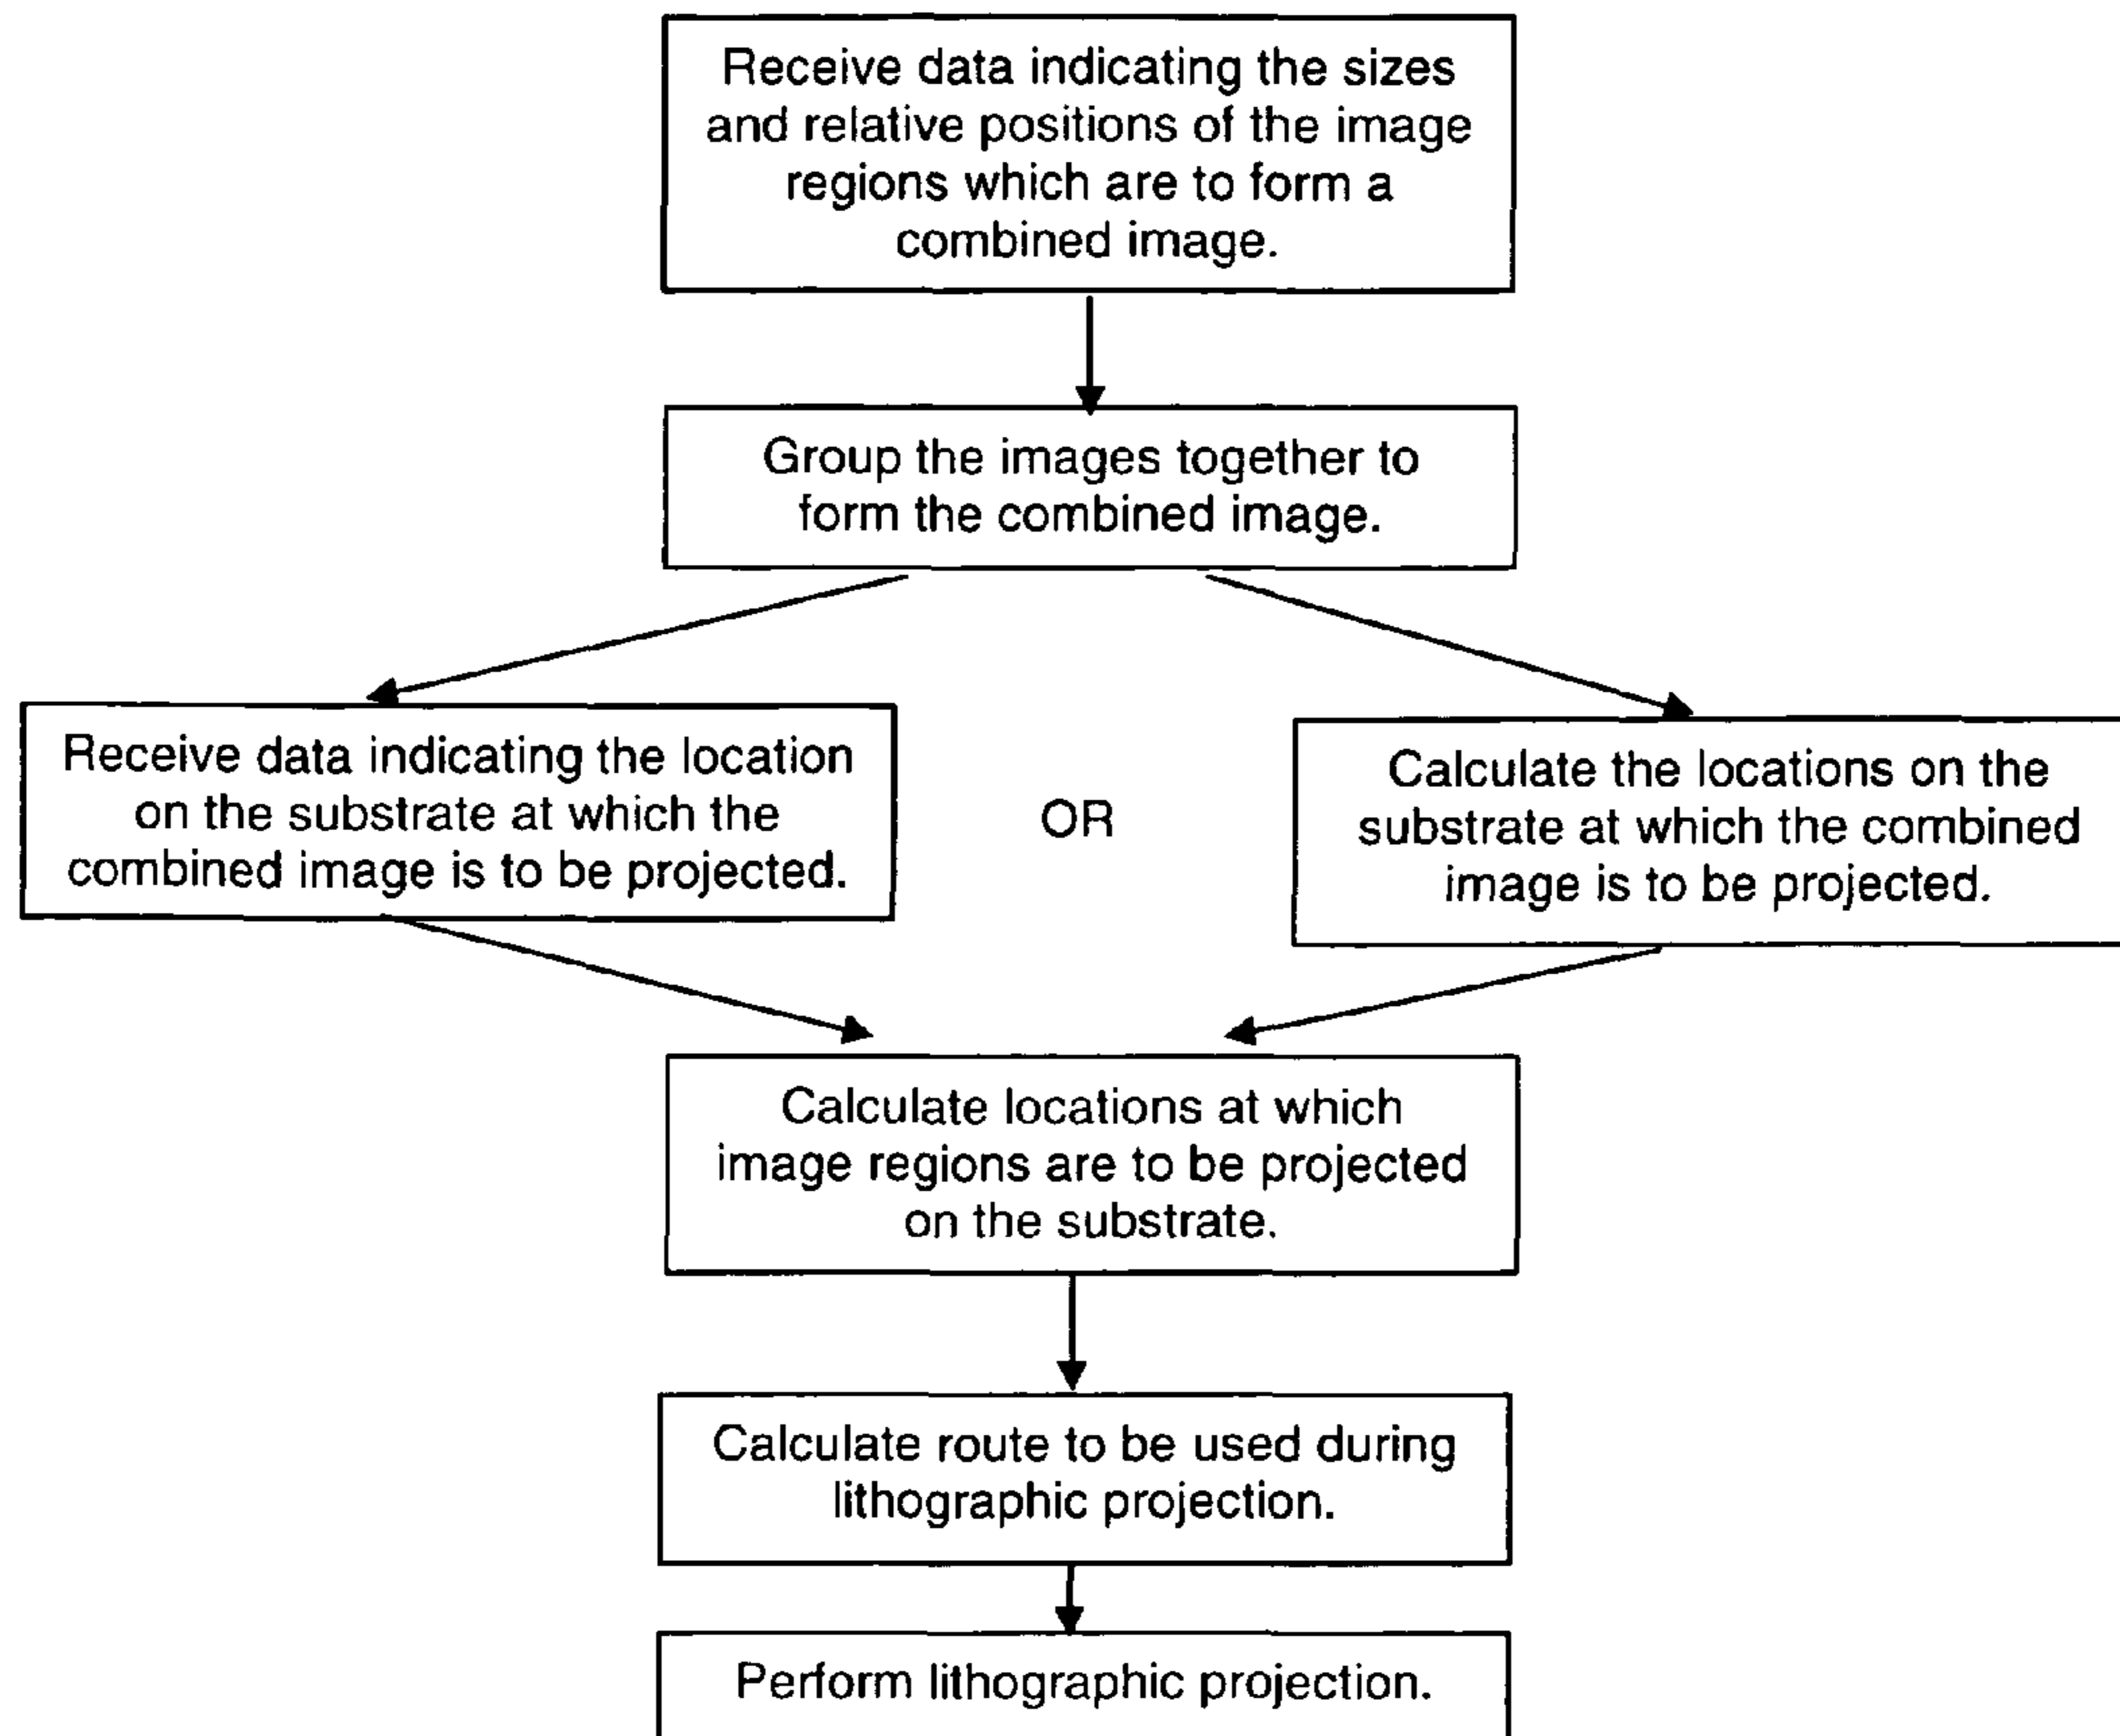 Receive data indicating the sizes
and relative positions of the image
regions which are to form a
combined image.
Group the images together to
form the combined image.
Receive data indicating the location
on the substrate at which the
combined image is to be projected.
OR
Calculate the locations on the
substrate at which the combined
image is to be projected.
Calculate locations at which
image regions are to be projected
on the substrate.
Calculate route to be used during
lithographic projection.
Perform lithographic projection.